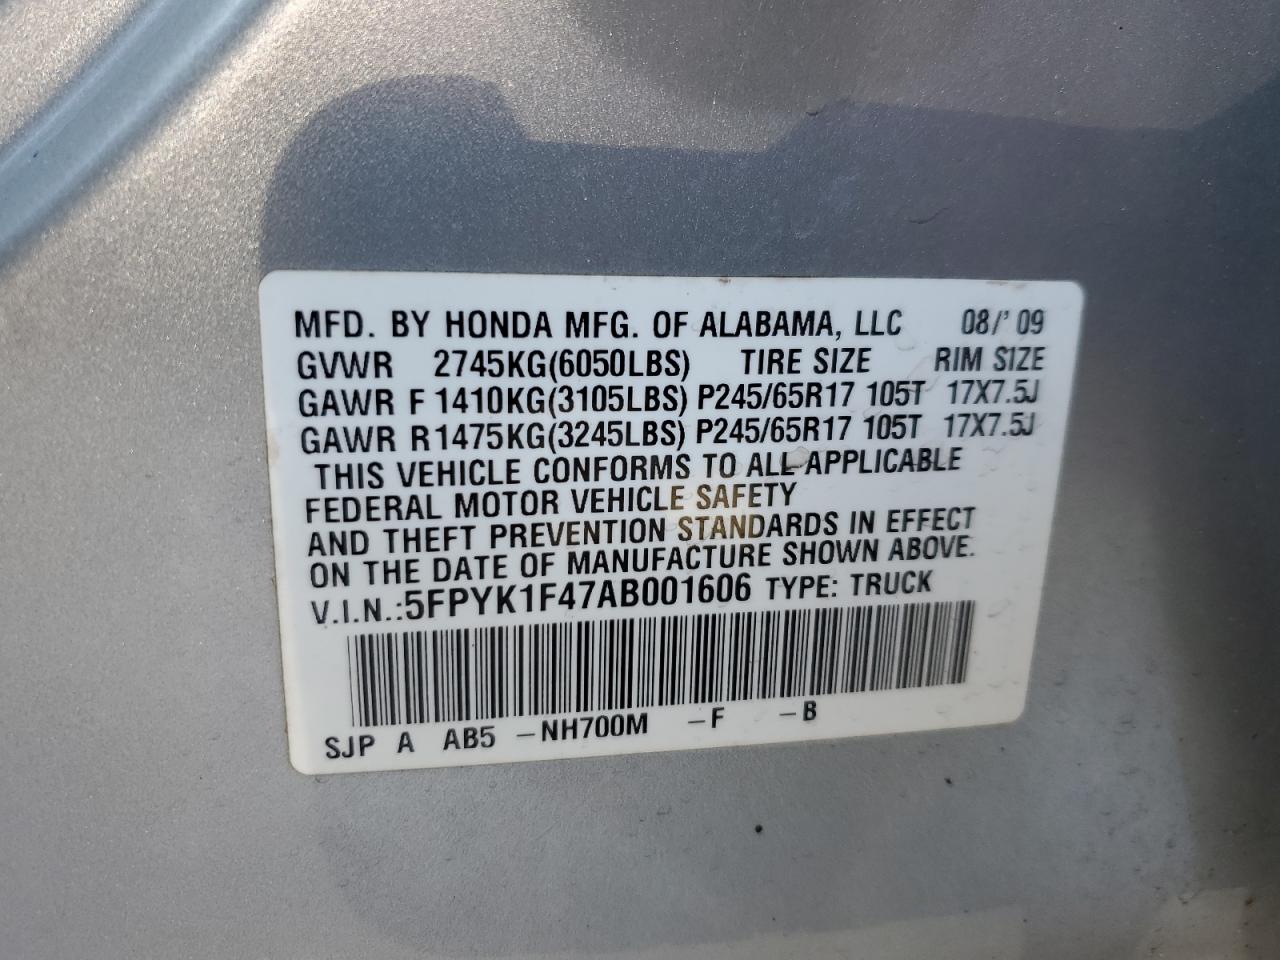 MFD. BY HONDA MFG. OF ALABAMA, LLC 08/'09
GVWR 2745KG(6050LBS) TIRE SIZE RIM SIZE
GAWR F 1410KG(3105LBS) P245/65R17 105T 17X7.5J
GAWR R1475KG(3245LBS) P245/65R17 105T 17X7.5J
THIS VEHICLE CONFORMS TO ALL APPLICABLE
FEDERAL MOTOR VEHICLE SAFETY
AND THEFT PREVENTION STANDARDS IN EFFECT
ON THE DATE OF MANUFACTURE SHOWN ABOVE.
V.I.N.:5FPYK1F47AB001606 TYPE: TRUCK
SJP A AB5 -NH700M -F -B